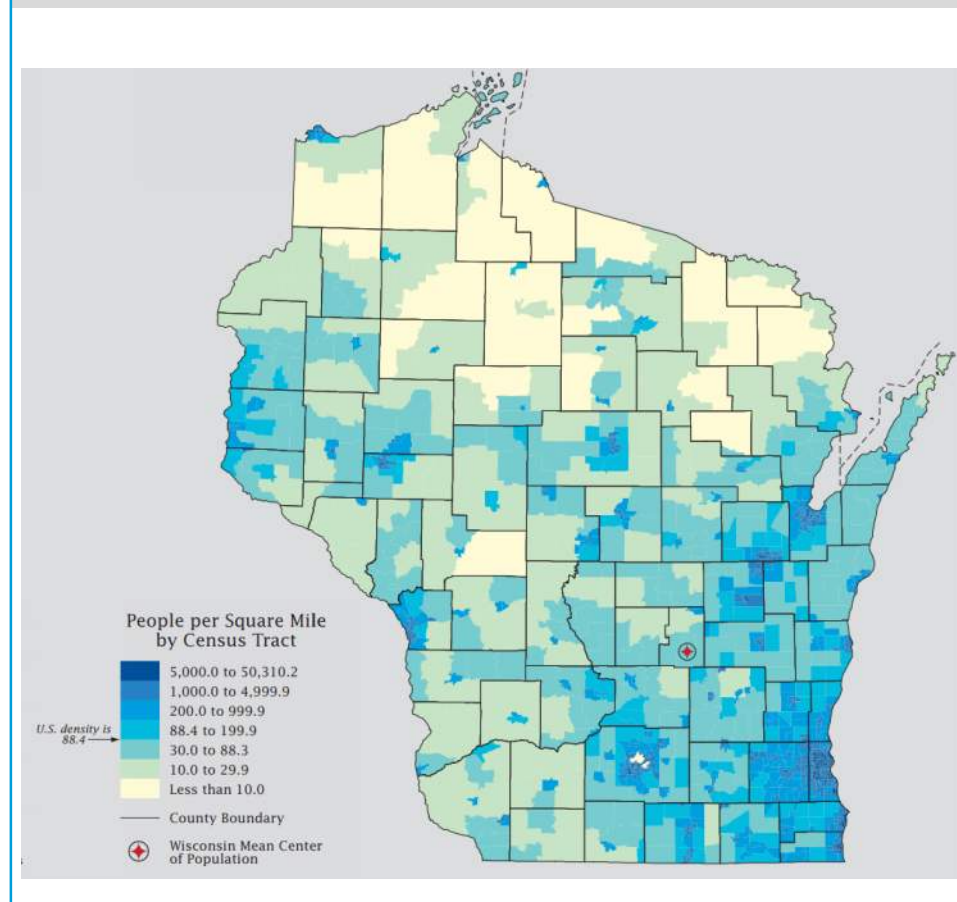 People per Square Mile
by Census Tract
5,000.0 to 50,310.2
1,000.0 to 4,999.9
200.0 to 999.9
88.4 to 199.9
30.0 to 88.3
10.0 to 29.9
Less than 10.0
U.S. density is
88.4
County Boundary
Wisconsin Mean Center
of Population